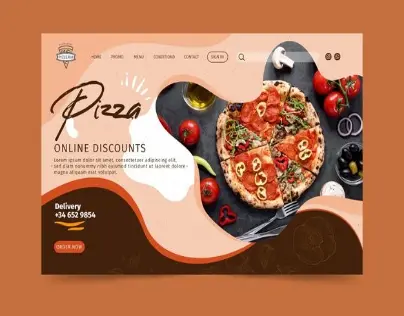 HOME PROMO MENU CONDITIONS CONTACT SIGN IN
Pizza
ONLINE DISCOUNTS
Lorem ipsum dolor sit amet, consectetuer adipiscing elit,
sed diam nonummy nibh euismod tincidunt ut laoreet dolore
magna aliquam erat volutpat.
Delivery
+34 652 9854
ORDER NOW